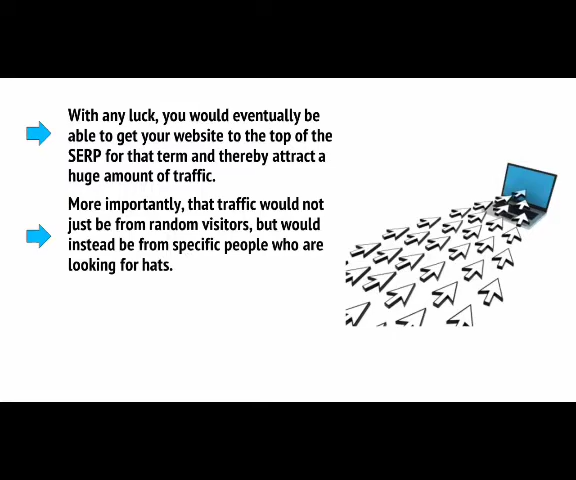 With any luck, you would eventually be
able to get your website to the top of the
SERP for that term and thereby attract a
huge amount of traffic.
More importantly, that traffic would not
just be from random visitors, but would
instead be from specific people who are
looking for hats.